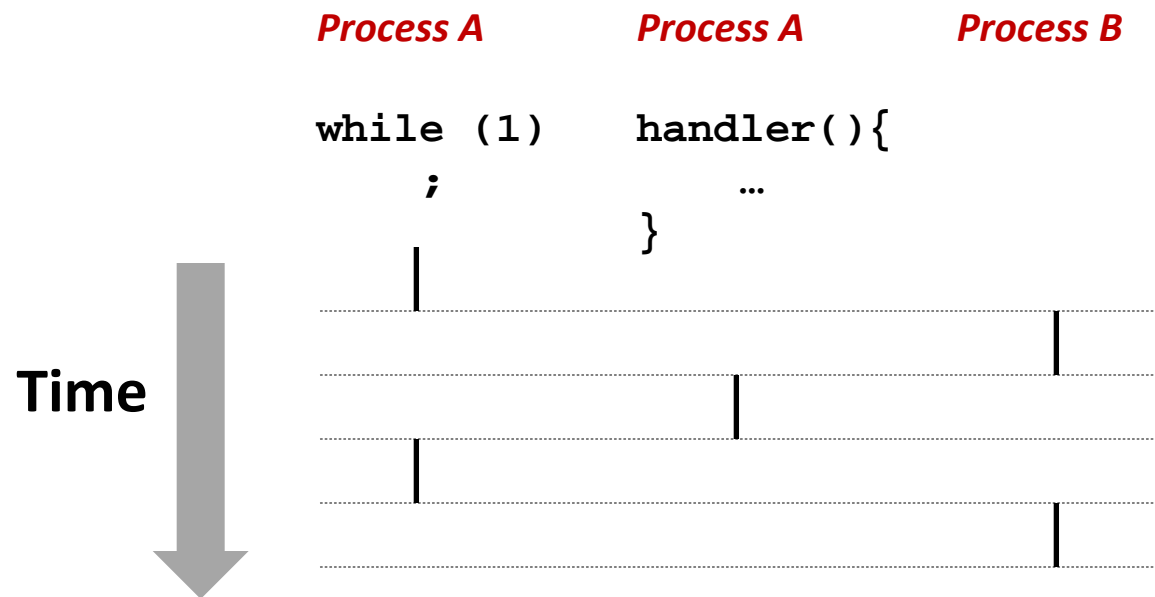 Process A Process A Process B
while (1) handler(){
; …
}
Time